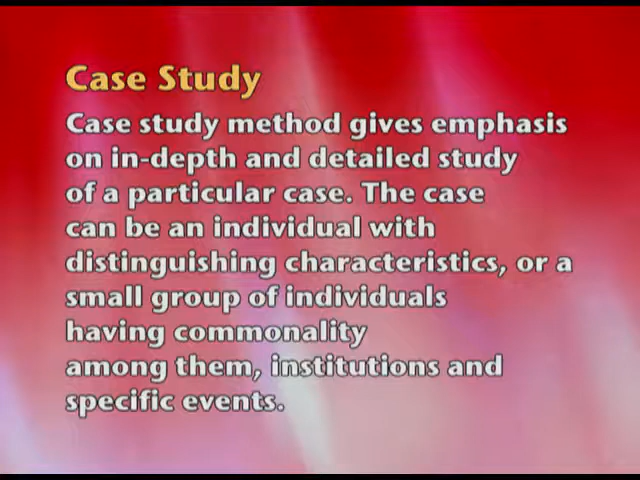 Case Study
Case study method gives emphasis
on in-depth and detailed study
of a particular case. The case
can be an individual with
distinguishing characteristics, or a
small group of individuals
having commonality
among them, institutions and
specific events.